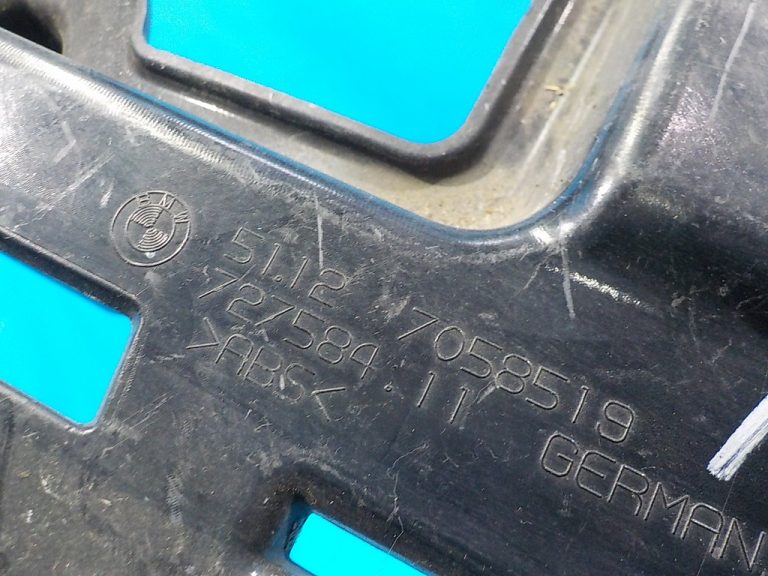 BMW
51.12 7058519
727584.11
>ABS< GERMAN